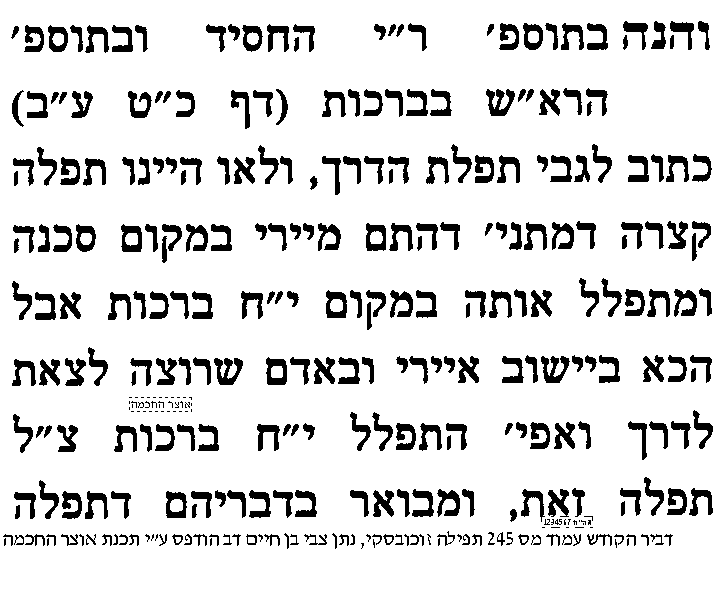 והנה בתוספ׳ ר״י החסיד ובתוספ׳
הרא״ש בברכות (דף כ״ט ע״ב)
כתוב לגבי תפלת הדרך, ולאו היינו תפלה
קצרה דמתני׳ דהתם מיירי במקום סכנה
ומתפלל אותה במקום י״ח ברכות אבל
הכא ביישוב איירי ובאדם שרוצה לצאת
אוצר החכמה
לדרך ואפי׳ התפלל י״ח ברכות צ״ל
תפלה זאת, ומבואר בדבריהם דתפלה
אה״ח 1234567
דביר הקודש עמוד מס 245 תפילה זוכובסקי, נתן צבי בן חיים דב הודפס ע״י תכנת אוצר החכמה